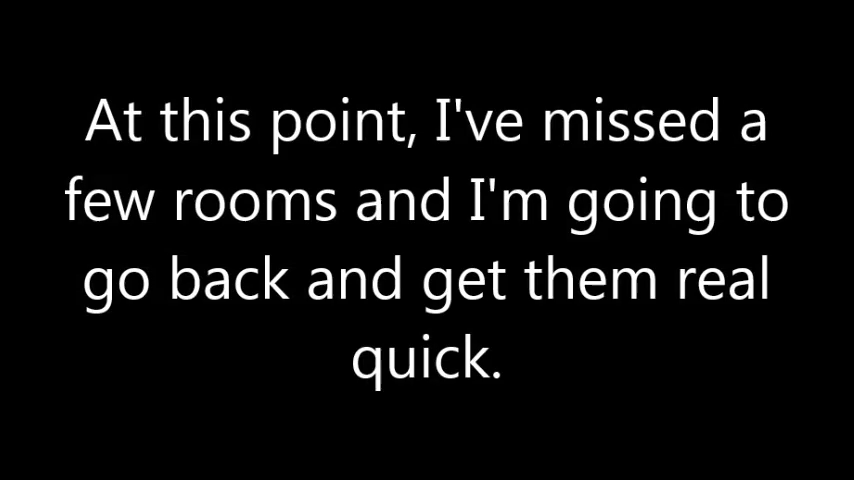 At this point, I've missed a
few rooms and I'm going to
go back and get them real
quick.